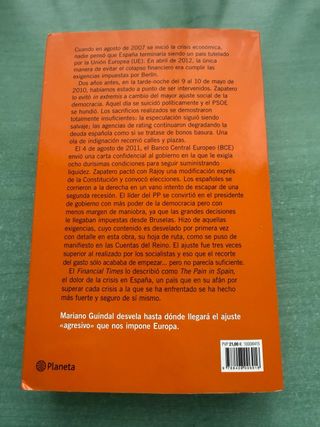 Cuando en agosto de 2007 se inició la crisis económica,
nadie pensó que España terminaría siendo un país tutelado
por la Unión Europea (UE). En abril de 2012, la única
manera de evitar el colapso financiero era cumplir las
exigencias impuestas por Berlín.
Dos años antes, en la tarde-noche del 9 al 10 de mayo de
2010, habíamos estado a punto de ser intervenidos. Zapatero
lo evitó in extremis a cambio del mayor ajuste social de la
democracia. Aquel día se suicidó políticamente y el PSOE
se hundió. Los sacrificios realizados se demostraron
totalmente insuficientes: la especulación siguió siendo
salvaje; las agencias de rating continuaron degradando la
deuda española como si se tratase de bonos basura. Una
ola de indignación recorrió calles y plazas.
El 4 de agosto de 2011, el Banco Central Europeo (BCE)
envió una carta confidencial al gobierno en la que le exigía
ocho durísimas condiciones para seguir suministrando
liquidez. Zapatero pactó con Rajoy una modificación exprés
de la Constitución y convocó elecciones. Los españoles
se corrieron a la derecha en un vano intento de escapar de una
segunda recesión. El líder del PP se convirtió en el presidente
de gobierno con más poder de la democracia pero con
menos margen de maniobra, ya que las grandes decisiones
le llegaban impuestas desde Bruselas. Hizo de aquellas
exigencias, cuyo contenido es desvelado por primera vez
con detalle en esta obra, su hoja de ruta, como se puso de
manifiesto en las Cuentas del Reino. El ajuste fue tres veces
superior al realizado por los socialistas y eso que el recorte
del gasto sólo acababa de empezar... pero no parecía suficiente.
El Financial Times lo describió como The Pain in Spain,
el dolor de la crisis en España, un país que en su afán por
superar cada crisis a la que se ha enfrentado se ha hecho
más fuerte y seguro de sí mismo.
Mariano Guindal desvela hasta dónde llegará el ajuste
«agresivo» que nos impone Europa.
Planeta
PVP 21,00 € 10008415
9 788408 009818